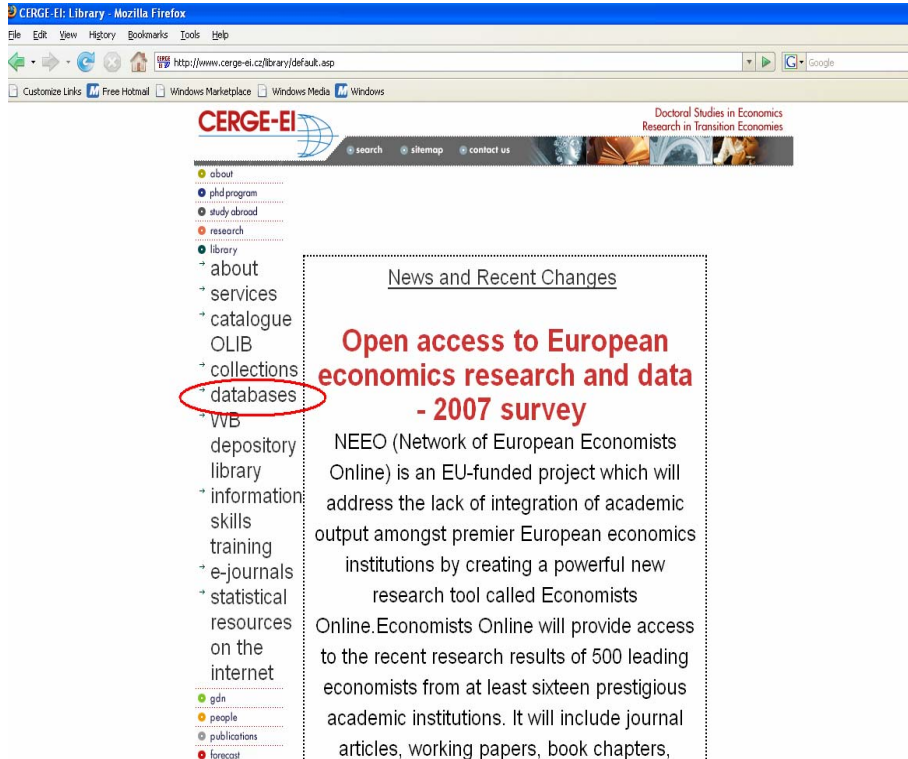 CERGE-EI: Library - Mozilla Firefox
File Edit View History Bookmarks Tools Help
http://www.cerge-ei.cz/library/default.asp
G Google
Customize Links Free Hotmail Windows Marketplace Windows Media Windows
CERGE-EI
Doctoral Studies in Economics
Research in Transition Economies
search sitemap contact us
about
phd program
study abroad
research
library
about
services
catalogue
OLIB
collections
databases
WB
depository
library
information
skills
training
e-journals
statistical
resources
on the
internet
gdn
people
publications
forecast
News and Recent Changes
Open access to European
economics research and data
- 2007 survey
NEEO (Network of European Economists
Online) is an EU-funded project which will
address the lack of integration of academic
output amongst premier European economics
institutions by creating a powerful new
research tool called Economists
Online.Economists Online will provide access
to the recent research results of 500 leading
economists from at least sixteen prestigious
academic institutions. It will include journal
articles, working papers, book chapters,